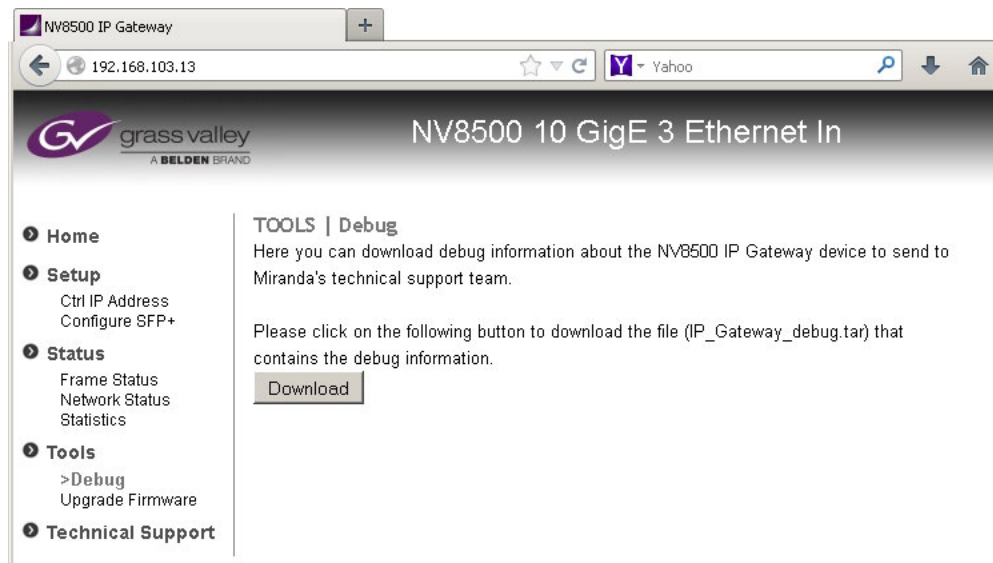 NV8500 IP Gateway
192.168.103.13
Yahoo
grass valley
A BELDEN BRAND
NV8500 10 GigE 3 Ethernet In
Home
Setup
Ctrl IP Address
Configure SFP+
Status
Frame Status
Network Status
Statistics
Tools
>Debug
Upgrade Firmware
Technical Support
TOOLS | Debug
Here you can download debug information about the NV8500 IP Gateway device to send to
Miranda's technical support team.
Please click on the following button to download the file (IP_Gateway_debug.tar) that
contains the debug information.
Download